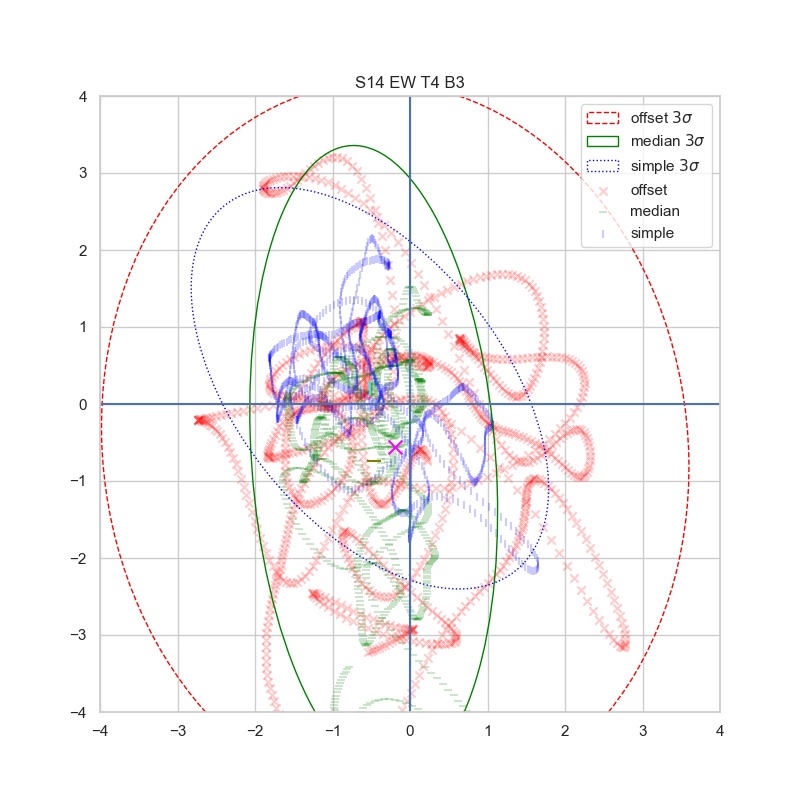 S14 EW T4 B3
offset 3σ
median 3σ
simple 3σ
offset
median
simple
4
3
2
1
0
−1
−2
−3
−4
−4 −3 −2 −1 0 1 2 3 4